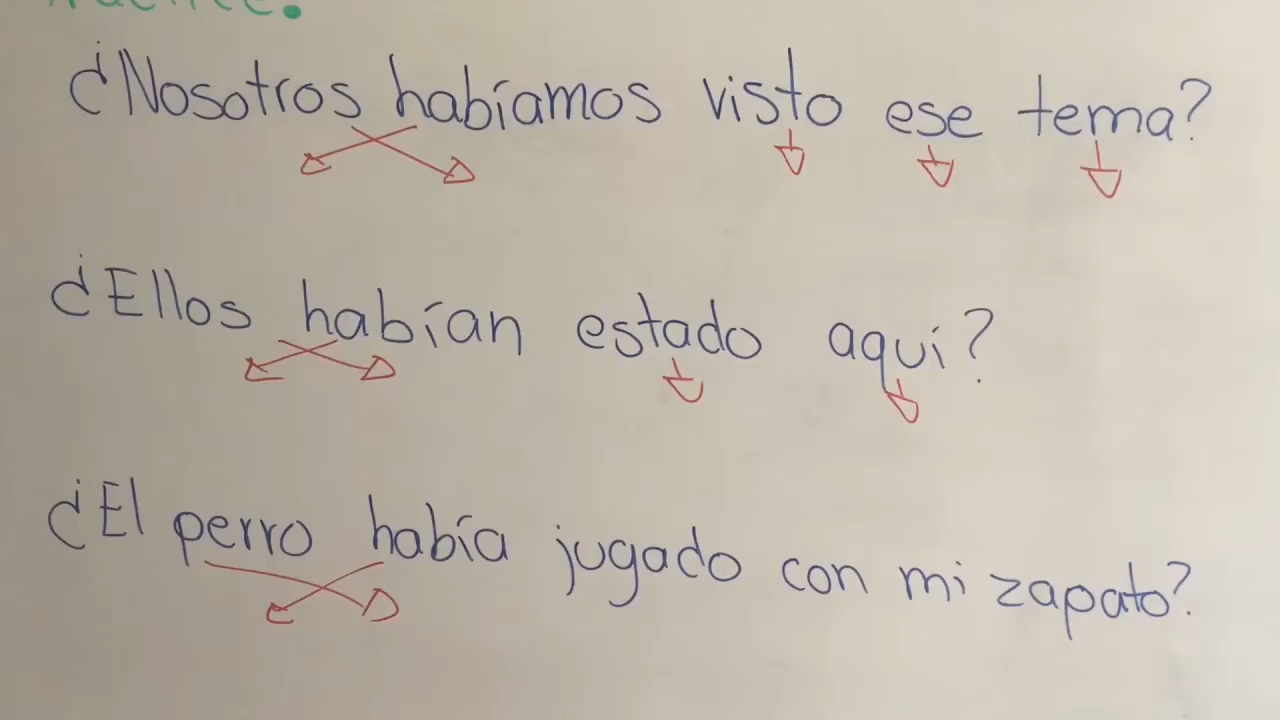 ¿Nosotros habíamos visto ese tema?
¿Ellos habían estado aquí?
¿El perro había jugado con mi zapato?